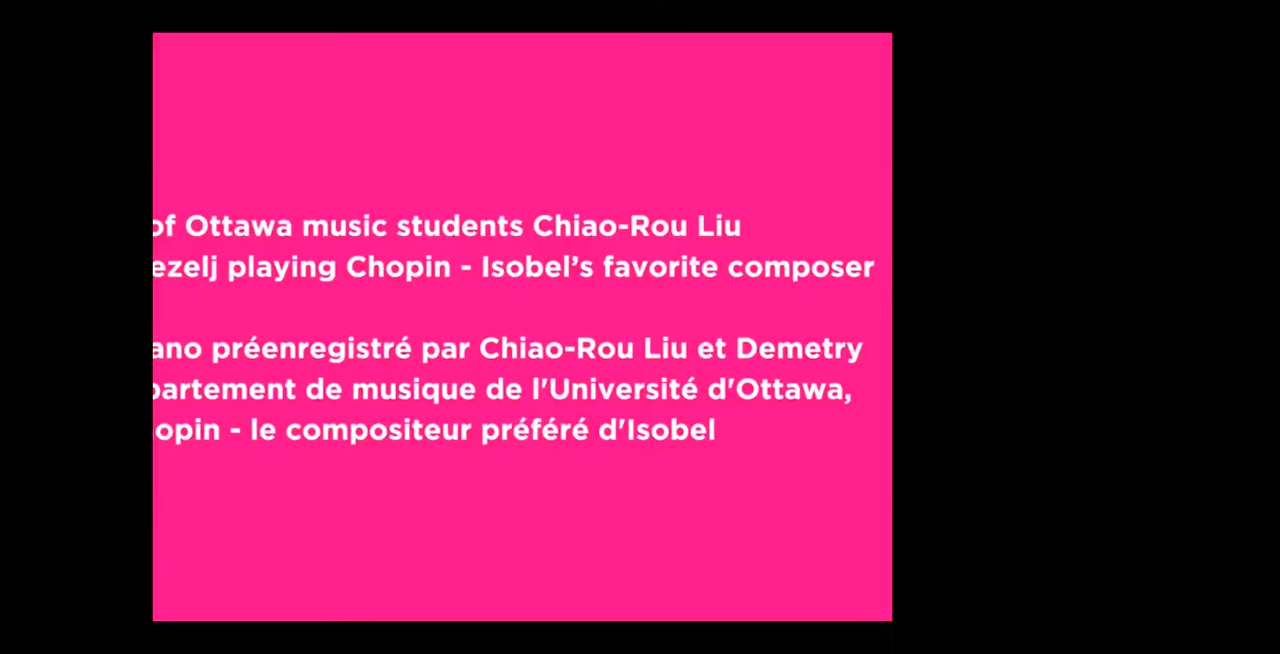 of Ottawa music students Chiao-Rou Liu
ezelj playing Chopin - Isobel’s favorite composer
ano préenregistré par Chiao-Rou Liu et Demetry
partement de musique de l'Université d'Ottawa,
opin - le compositeur préféré d'Isobel